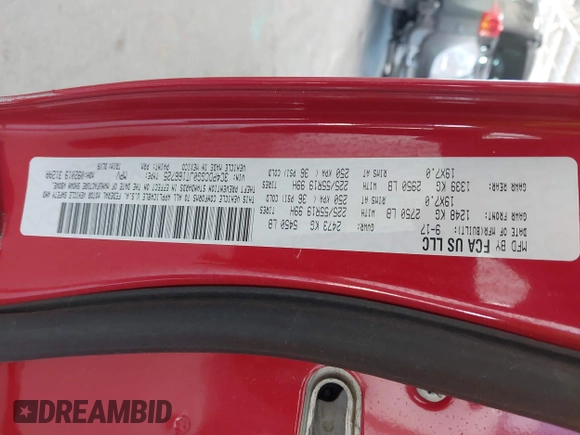 MFD BY FCA US LLC
DATE OF MFR(BUILT): 9-17
GVWR: 2473 KG 5450 LB
GAWR FRONT: 1248 KG 2750 LB WITH 225/55R19 99H TIRES
19X7.0 RIMS AT 250 KPA( 36 PSI) COLD
GAWR REAR: 1339 KG 2950 LB WITH 225/55R19 99H TIRES
19X7.0 RIMS AT 250 KPA( 36 PSI) COLD
THIS VEHICLE CONFORMS TO ALL APPLICABLE U.S.A. FEDERAL MOTOR VEHICLE SAFETY AND
THEFT PREVENTION STANDARDS IN EFFECT ON THE DATE OF MANUFACTURE SHOWN ABOVE.
TYPE: MPV
VEHICLE MADE IN MEXICO PAINT: PRM
DREAMBID